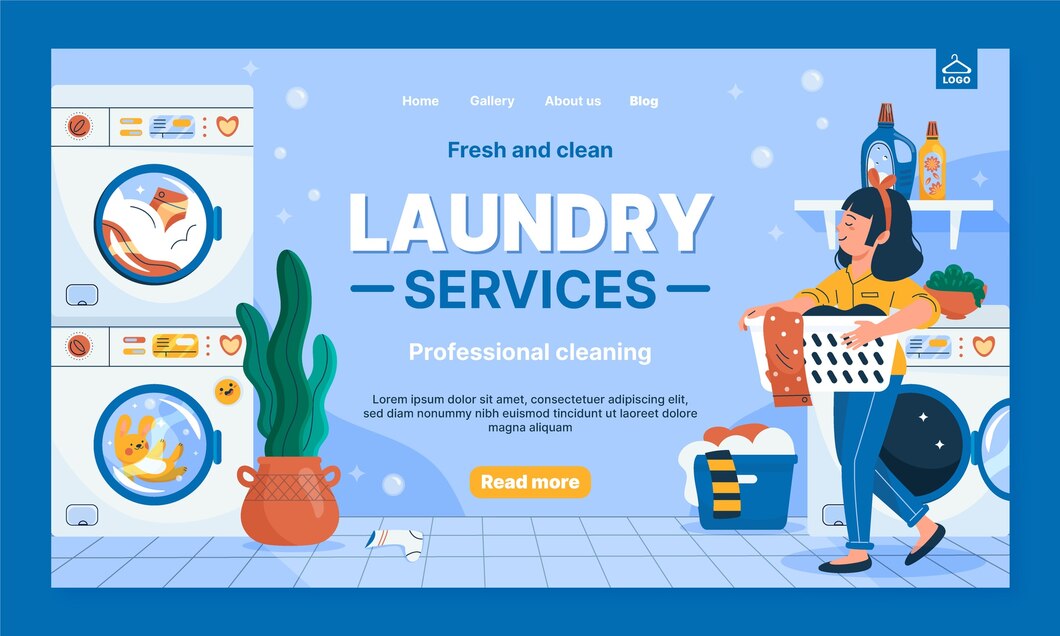 LOGO
Home Gallery About us Blog
Fresh and clean
LAUNDRY
SERVICES
Professional cleaning
Lorem ipsum dolor sit amet, consectetuer adipiscing elit,
sed diam nonummy nibh euismod tincidunt ut laoreet dolore
magna aliquam
Read more